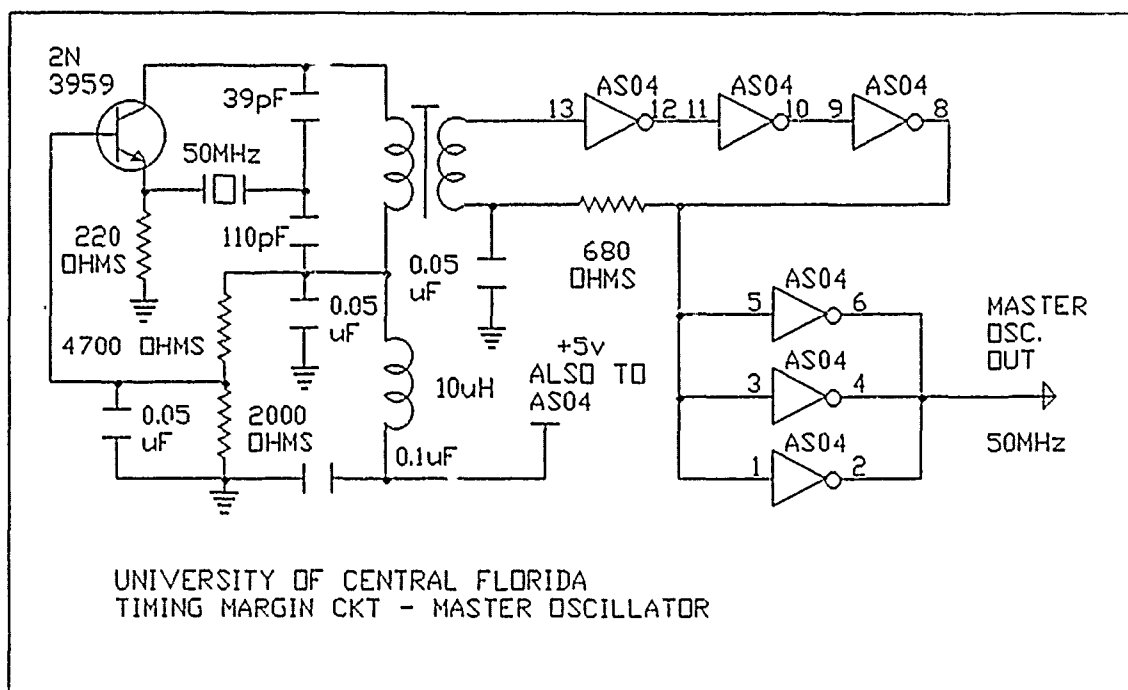 2N
3959
39pF
50MHz
AS04
AS04
AS04
13
12
11
10
9
8
220
OHMS
110pF
0.05
uF
680
OHMS
0.05
uF
4700 OHMS
10uH
+5v
ALSO TO
AS04
AS04
5
6
AS04
3
4
AS04
1
2
MASTER
OSC.
OUT
50MHz
0.05
uF
2000
OHMS
0.1uF
UNIVERSITY OF CENTRAL FLORIDA
TIMING MARGIN CKT - MASTER OSCILLATOR